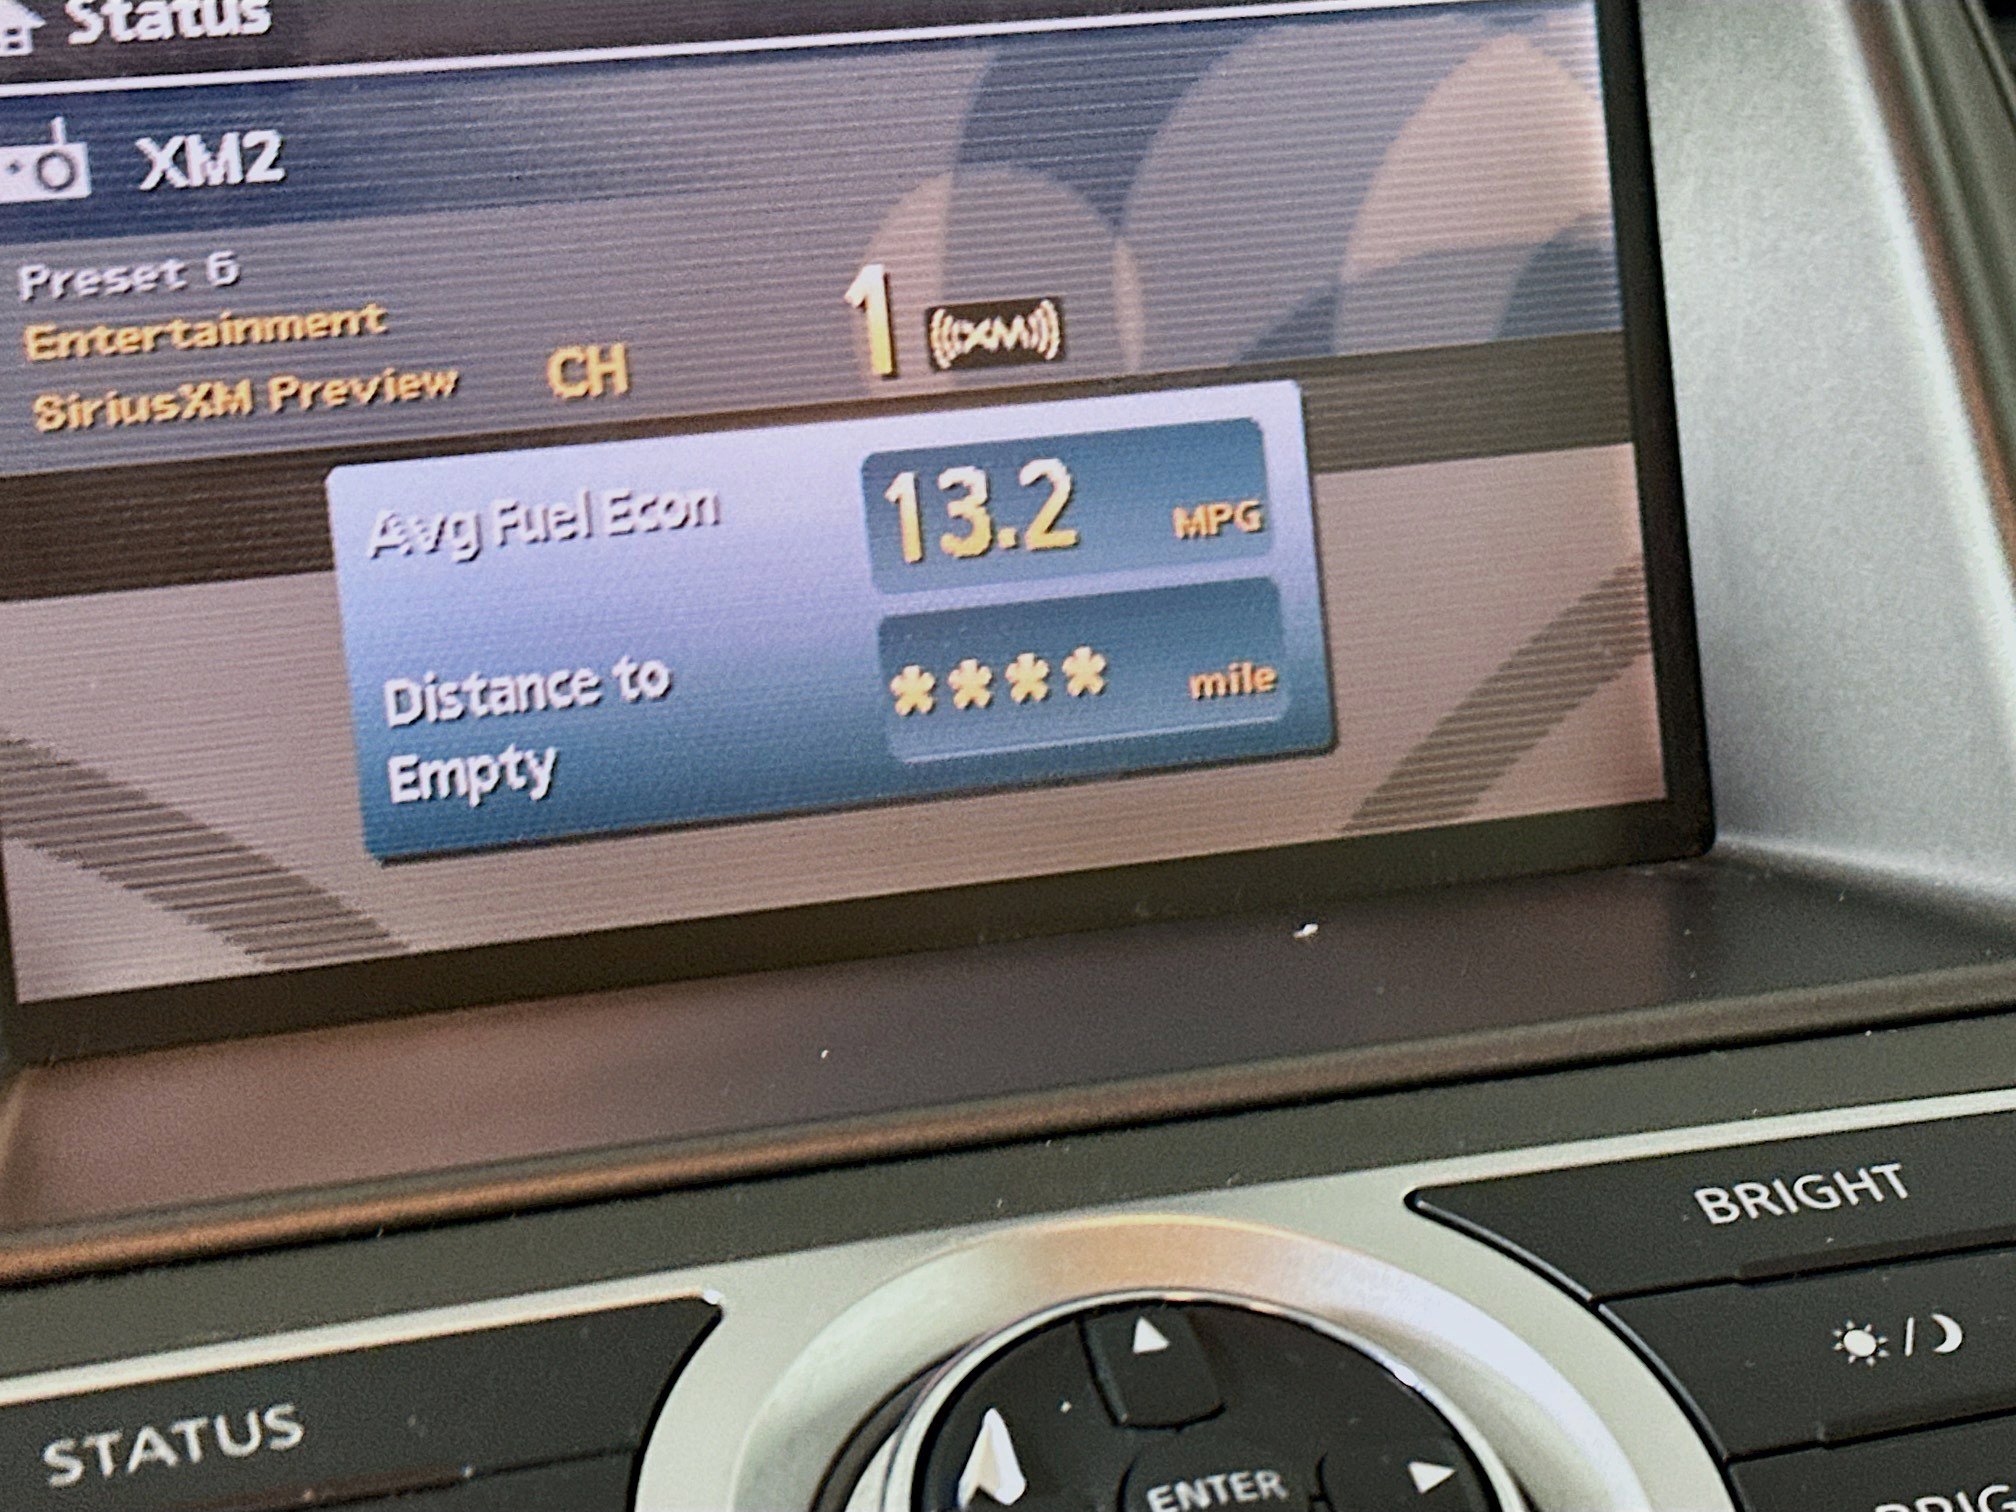 Status
XM2
Preset 6
Entertainment
SiriusXM Preview CH 1 ((( XM )))
Avg Fuel Econ 13.2 MPG
Distance to Empty
**** mile
BRIGHT
STATUS
ENTER